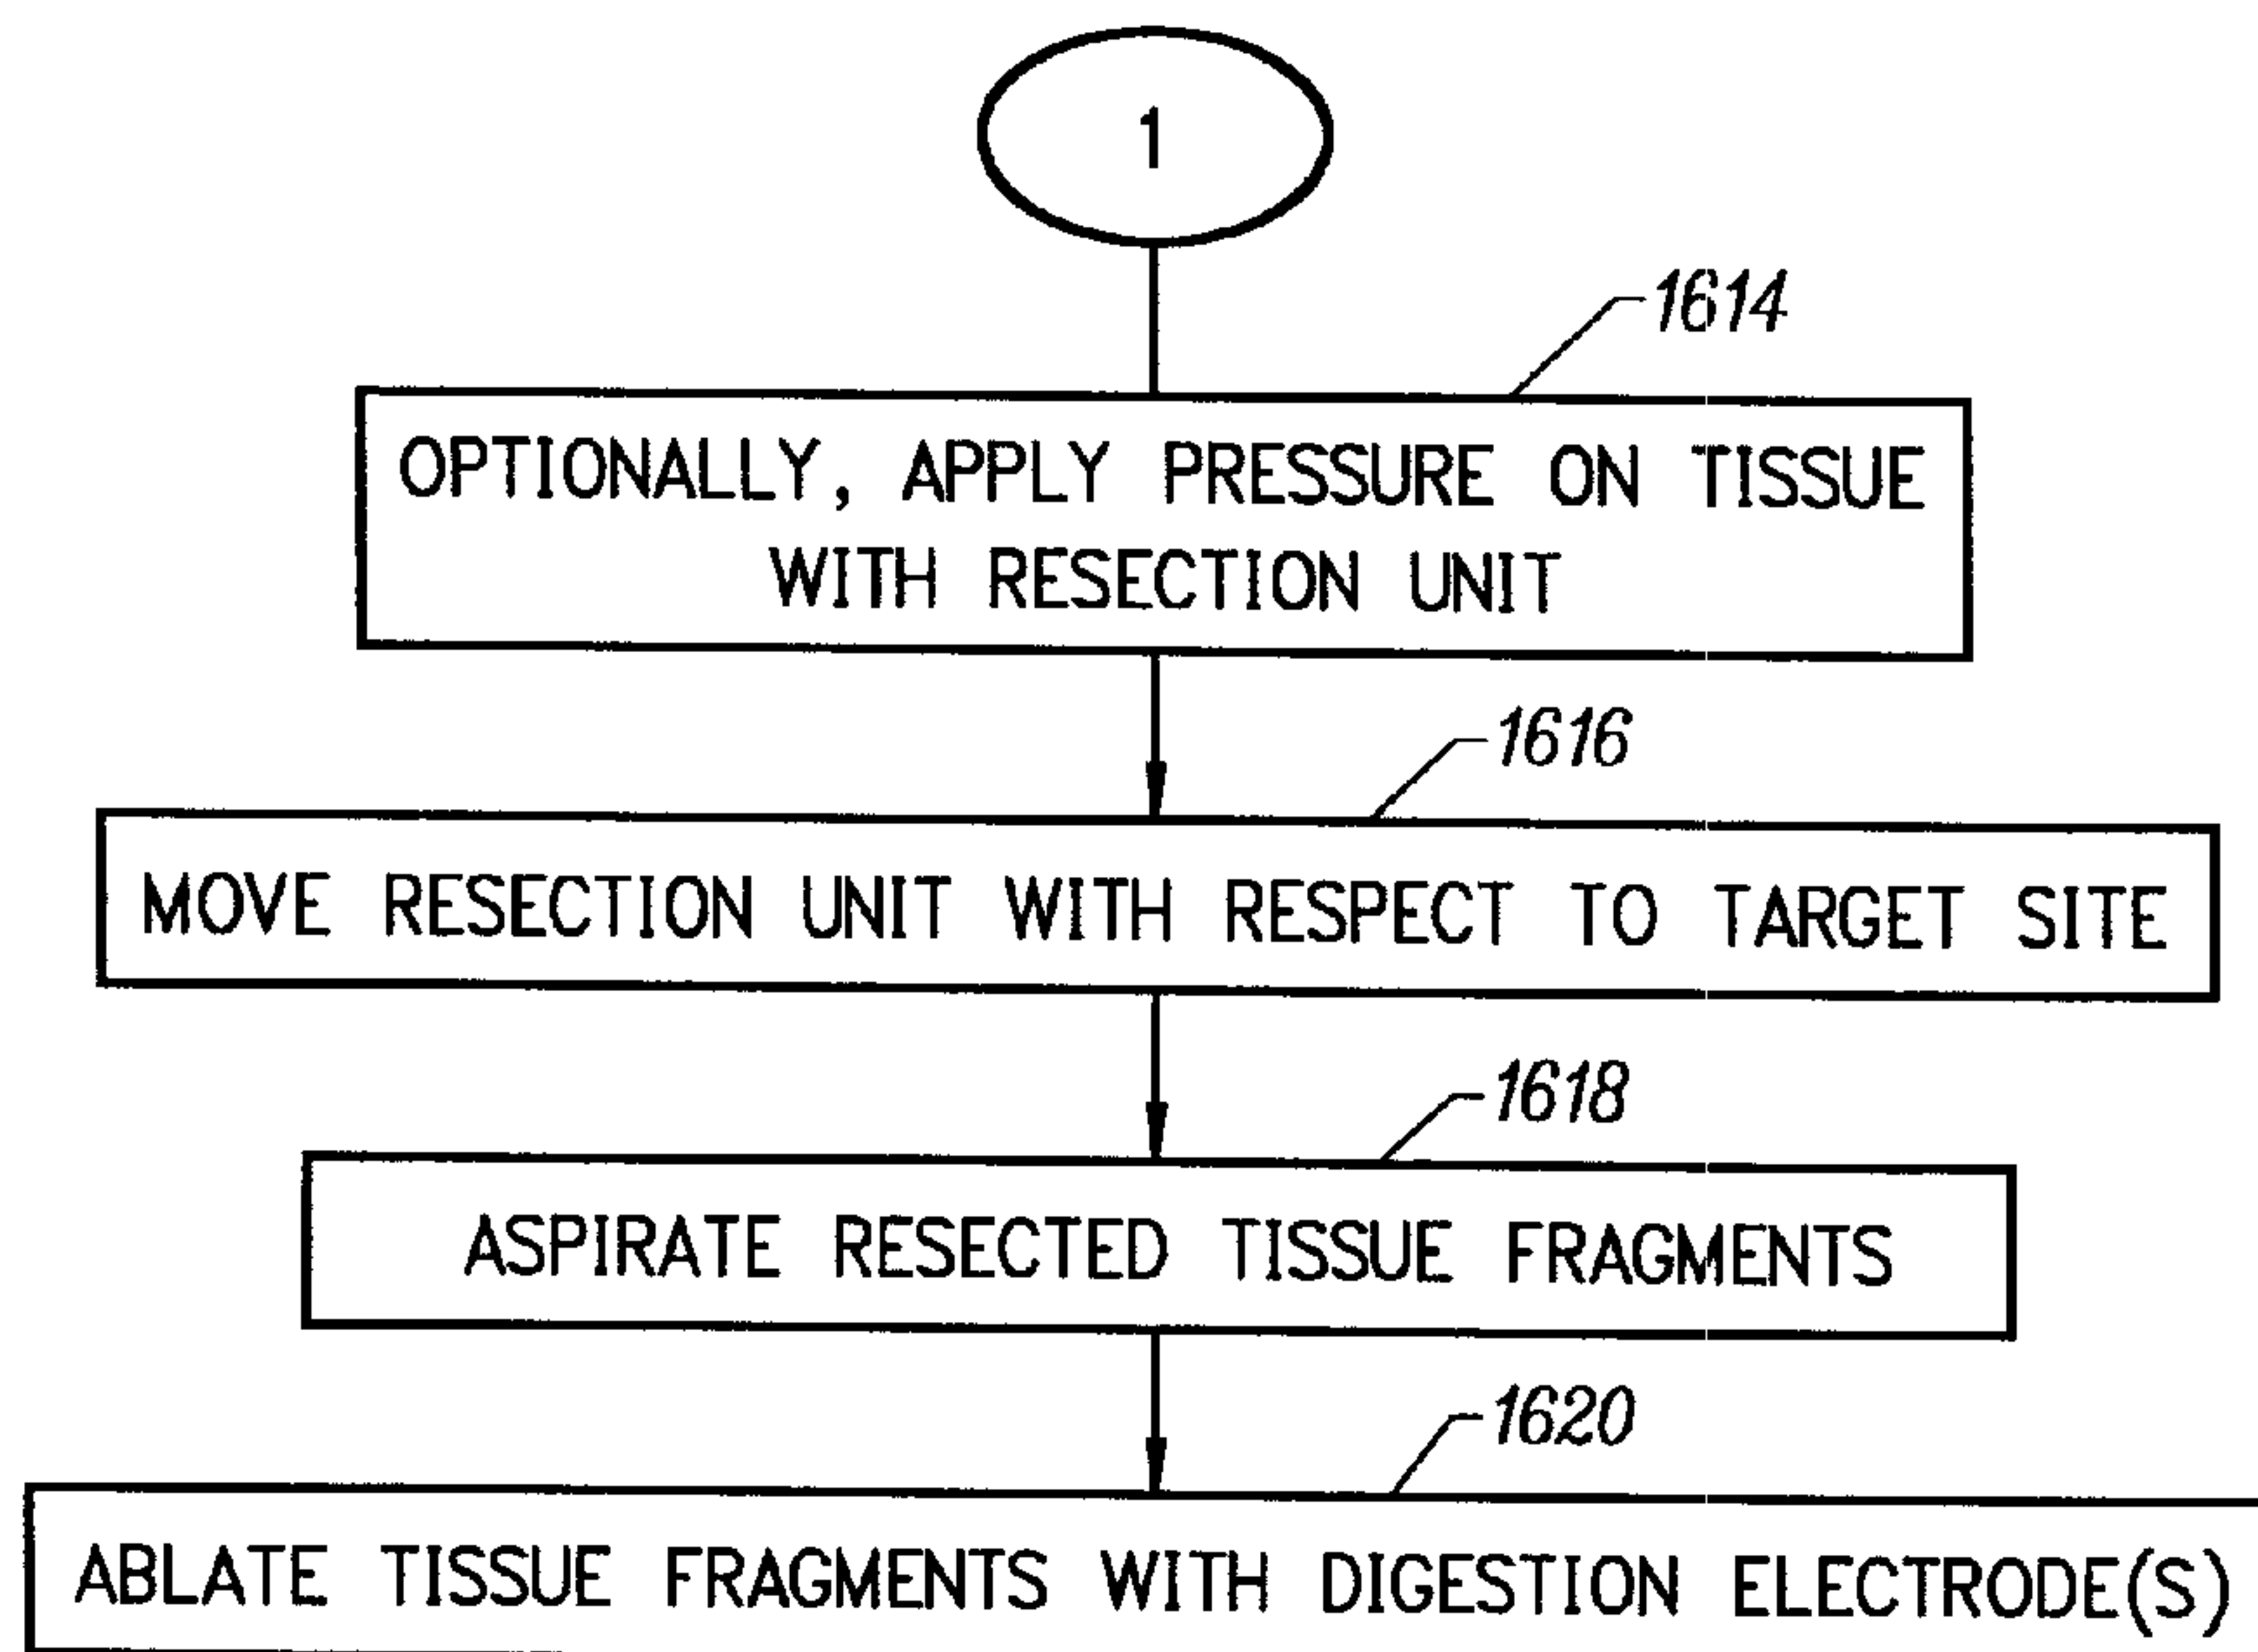 1
1614
OPTIONALLY, APPLY PRESSURE ON TISSUE
WITH RESECTION UNIT
1616
MOVE RESECTION UNIT WITH RESPECT TO TARGET SITE
1618
ASPIRATE RESECTED TISSUE FRAGMENTS
1620
ABLATE TISSUE FRAGMENTS WITH DIGESTION ELECTRODE(S)